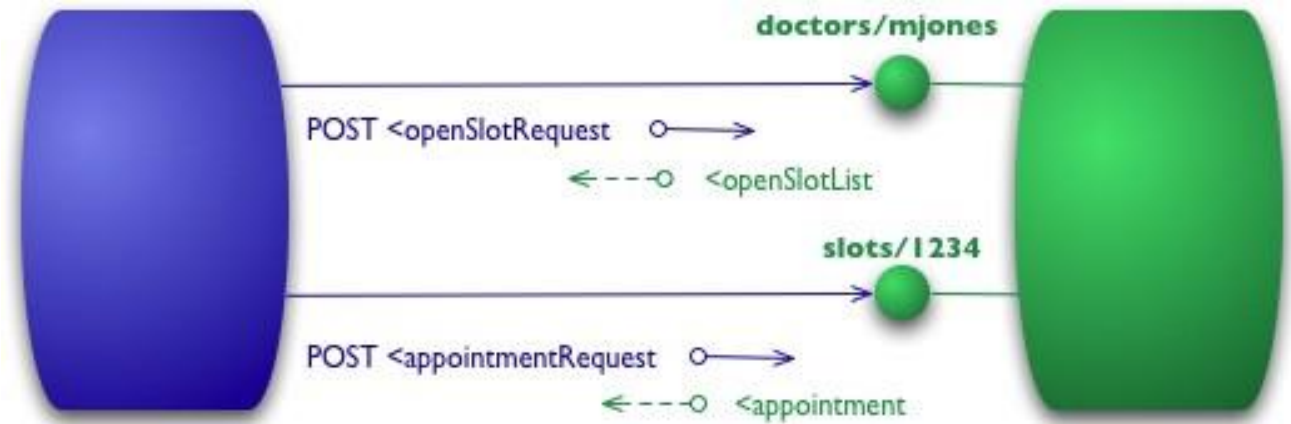 doctors/mjones
POST <openSlotRequest
<openSlotList
slots/1234
POST <appointmentRequest
<appointment